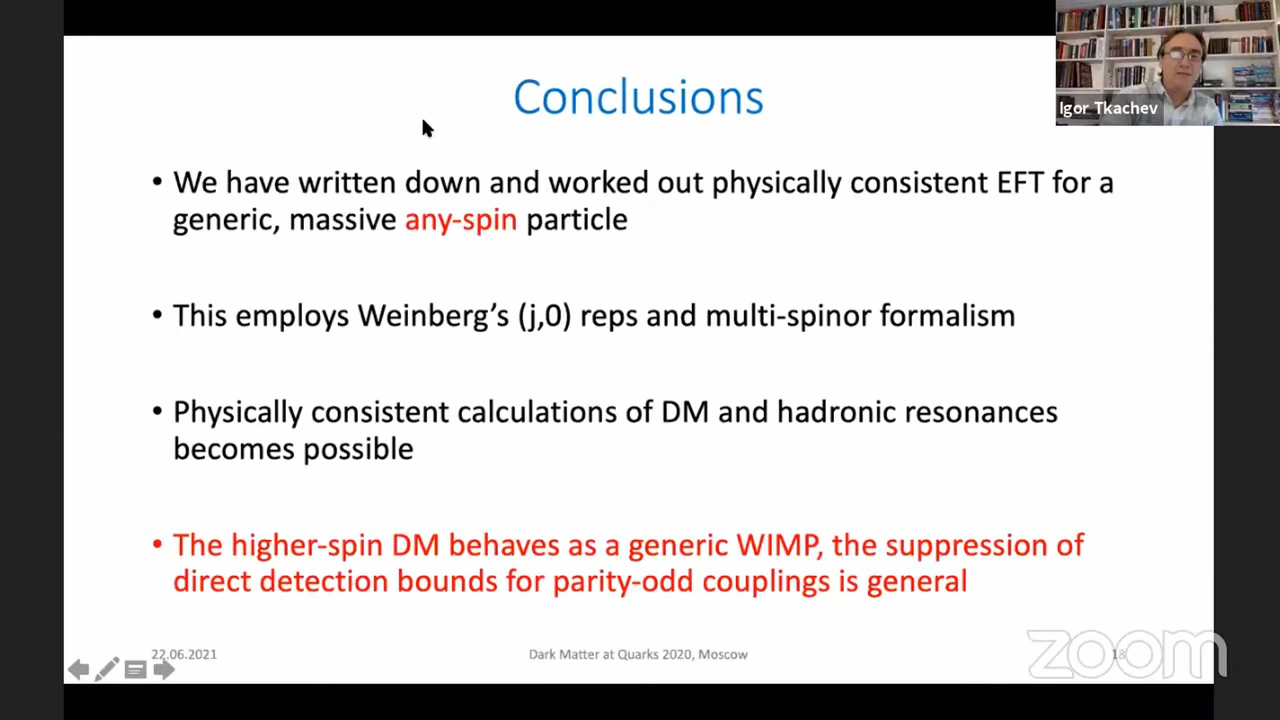 Igor Tkachev
Conclusions
• We have written down and worked out physically consistent EFT for a
generic, massive any-spin particle
• This employs Weinberg's (j,0) reps and multi-spinor formalism
• Physically consistent calculations of DM and hadronic resonances
becomes possible
• The higher-spin DM behaves as a generic WIMP, the suppression of
direct detection bounds for parity-odd couplings is general
22.06.2021
Dark Matter at Quarks 2020, Moscow
18
zoom